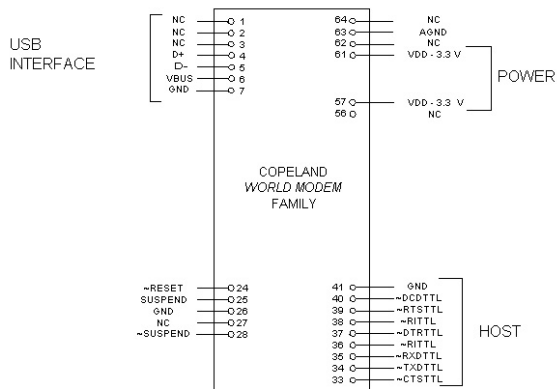 USB
INTERFACE
NC 1
NC 2
NC 3
D+ 4
D- 5
VBUS 6
GND 7
64 NC
63 AGND
62 NC
61 VDD - 3.3 V
57 VDD - 3.3 V
56 NC
POWER
COPELAND
WORLD MODEM
FAMILY
~RESET 24
SUSPEND 25
GND 26
NC 27
~SUSPEND 28
41 GND
40 ~DCDTTL
39 ~RTSTTL
38 ~RITTL
37 ~DTRTTL
36 ~RITTL
35 ~RXDTTL
34 ~TXDTTL
33 ~CTSTTL
HOST